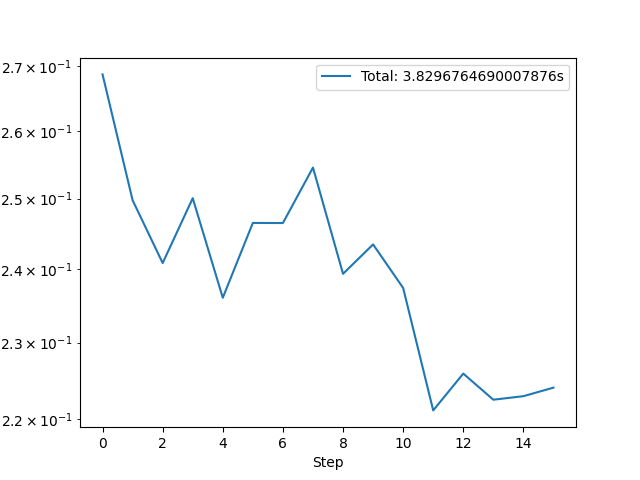 Total: 3.8296764690007876s
2.7 × 10⁻¹
2.6 × 10⁻¹
2.5 × 10⁻¹
2.4 × 10⁻¹
2.3 × 10⁻¹
2.2 × 10⁻¹
0 2 4 6 8 10 12 14
Step